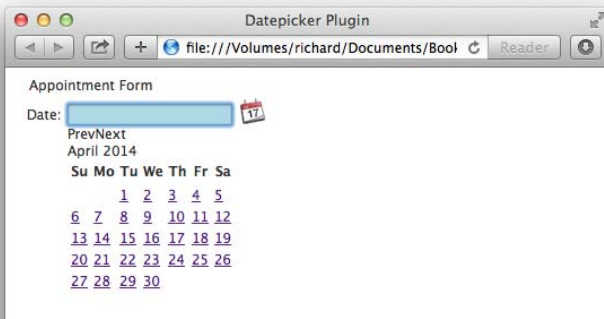 Datepicker Plugin
file:///Volumes/richard/Documents/Book
Reader
Appointment Form
Date:
17
PrevNext
April 2014
Su Mo Tu We Th Fr Sa
1 2 3 4 5
6 7 8 9 10 11 12
13 14 15 16 17 18 19
20 21 22 23 24 25 26
27 28 29 30